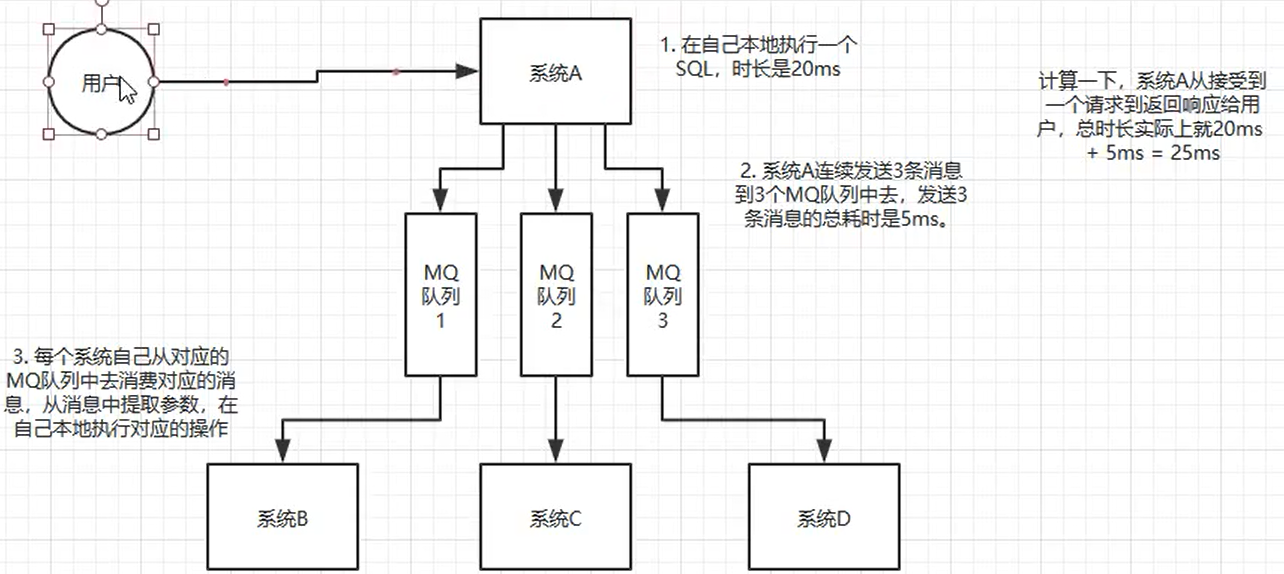 用户
系统A
1. 在自己本地执行一个
SQL，时长是20ms
计算一下，系统A从接受到
一个请求到返回响应给用
户，总时长实际上就20ms
+ 5ms = 25ms
2. 系统A连续发送3条消息
到3个MQ队列中去，发送3
条消息的总耗时是5ms。
MQ
队列
1
MQ
队列
2
MQ
队列
3
3. 每个系统自己从对应的
MQ队列中去消费对应的消
息，从消息中提取参数，在
自己本地执行对应的操作
系统B
系统C
系统D